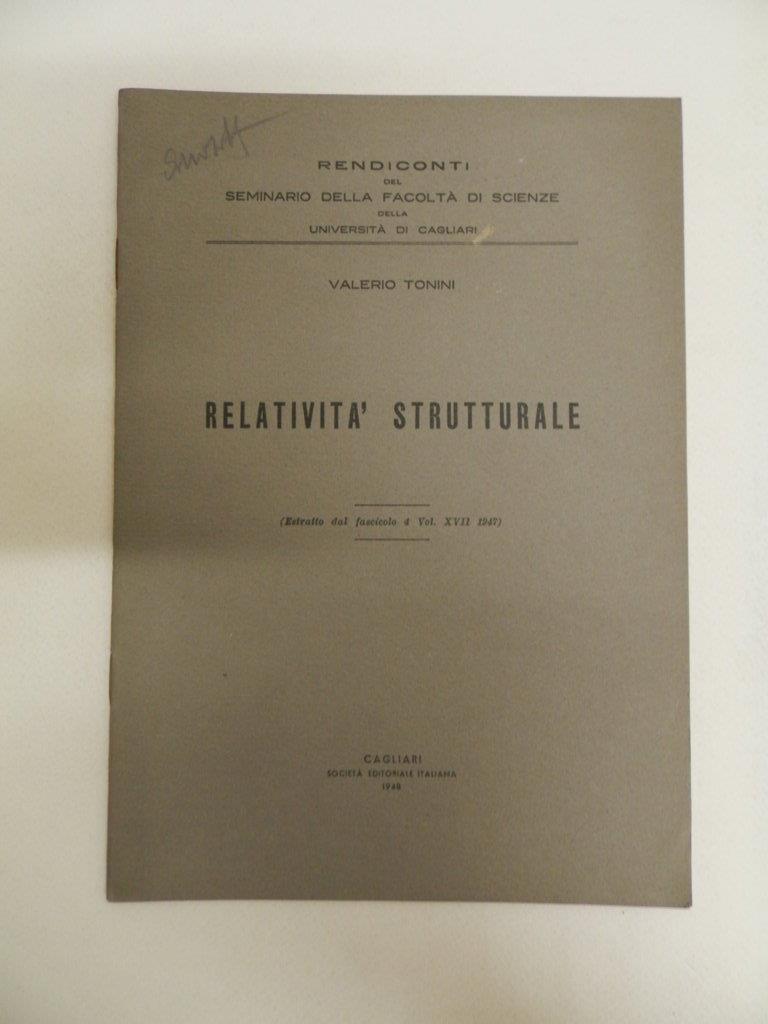 RENDICONTI
DEL
SEMINARIO DELLA FACOLTÀ DI SCIENZE
DELLA
UNIVERSITÀ DI CAGLIARI
VALERIO TONINI
RELATIVITA' STRUTTURALE
(Estratto dal fascicolo 4 Vol. XVII 1947)
CAGLIARI
SOCIETÀ EDITORIALE ITALIANA
1948